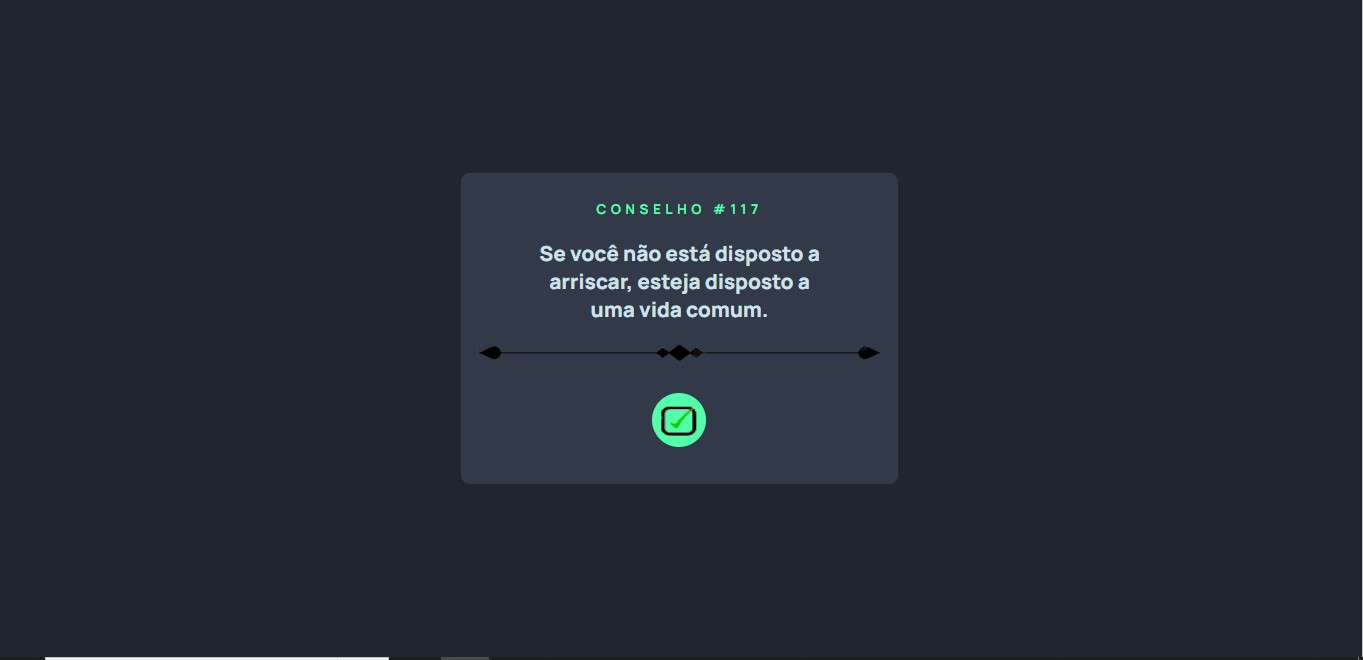 CONSELHO #117
Se você não está disposto a
arriscar, esteja disposto a
uma vida comum.